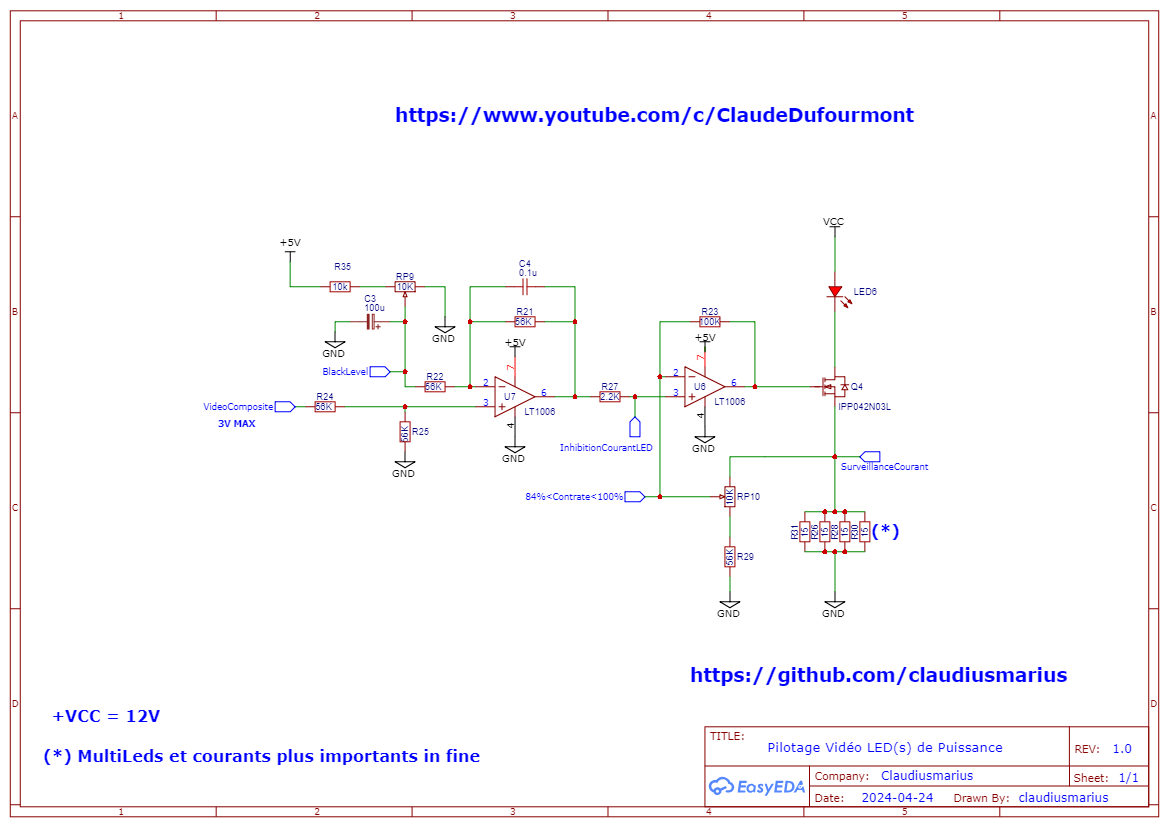 1 2 3 4 5
A A
https://www.youtube.com/c/ClaudeDufourmont
VCC
+5V
R35
10k
RP9
10K
C3
100u
C4
0.1u
B B
LED6
R21
56K
R23
100K
GND
GND
+5V
+5V
BlackLevel
R22
56K
2
3
7
6
4
U7
LT1006
2
3
7
6
4
U6
LT1006
Q4
IPP042N03L
VideoComposite
3V MAX
R24
56K
R27
2.2K
R25
56K
InhibitionCourantLED
GND
GND
GND
SurveillanceCourant
84%<Contrate<100%
RP10
10K
C C
R31
15
R26
15
R28
15
R30
15
(*)
R29
56K
GND
GND
https://github.com/claudiusmarius
D D
+VCC = 12V
(*) MultiLeds et courants plus importants in fine
TITLE:
Pilotage Vidéo LED(s) de Puissance
REV: 1.0
EasyEDA
Company: Claudiusmarius
Sheet: 1/1
Date: 2024-04-24 Drawn By: claudiusmarius
1 2 3 4 5